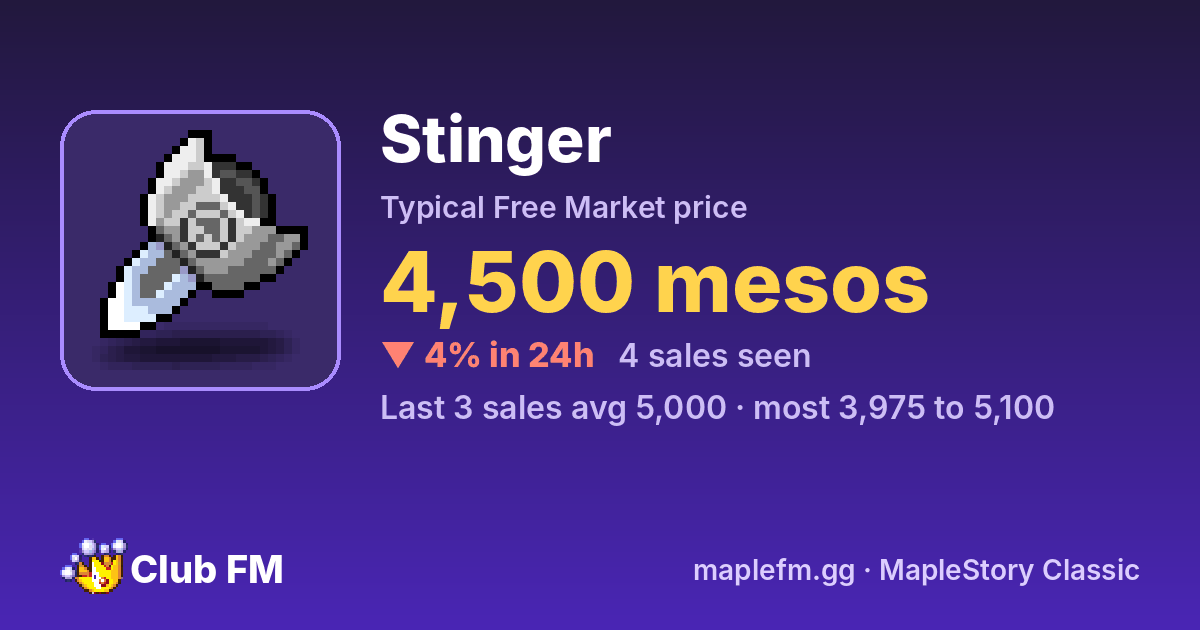 Stinger
Typical Free Market price
4,500 mesos
▼ 4% in 24h 4 sales seen
Last 3 sales avg 5,000 · most 3,975 to 5,100
Club FM
maplefm.gg · MapleStory Classic